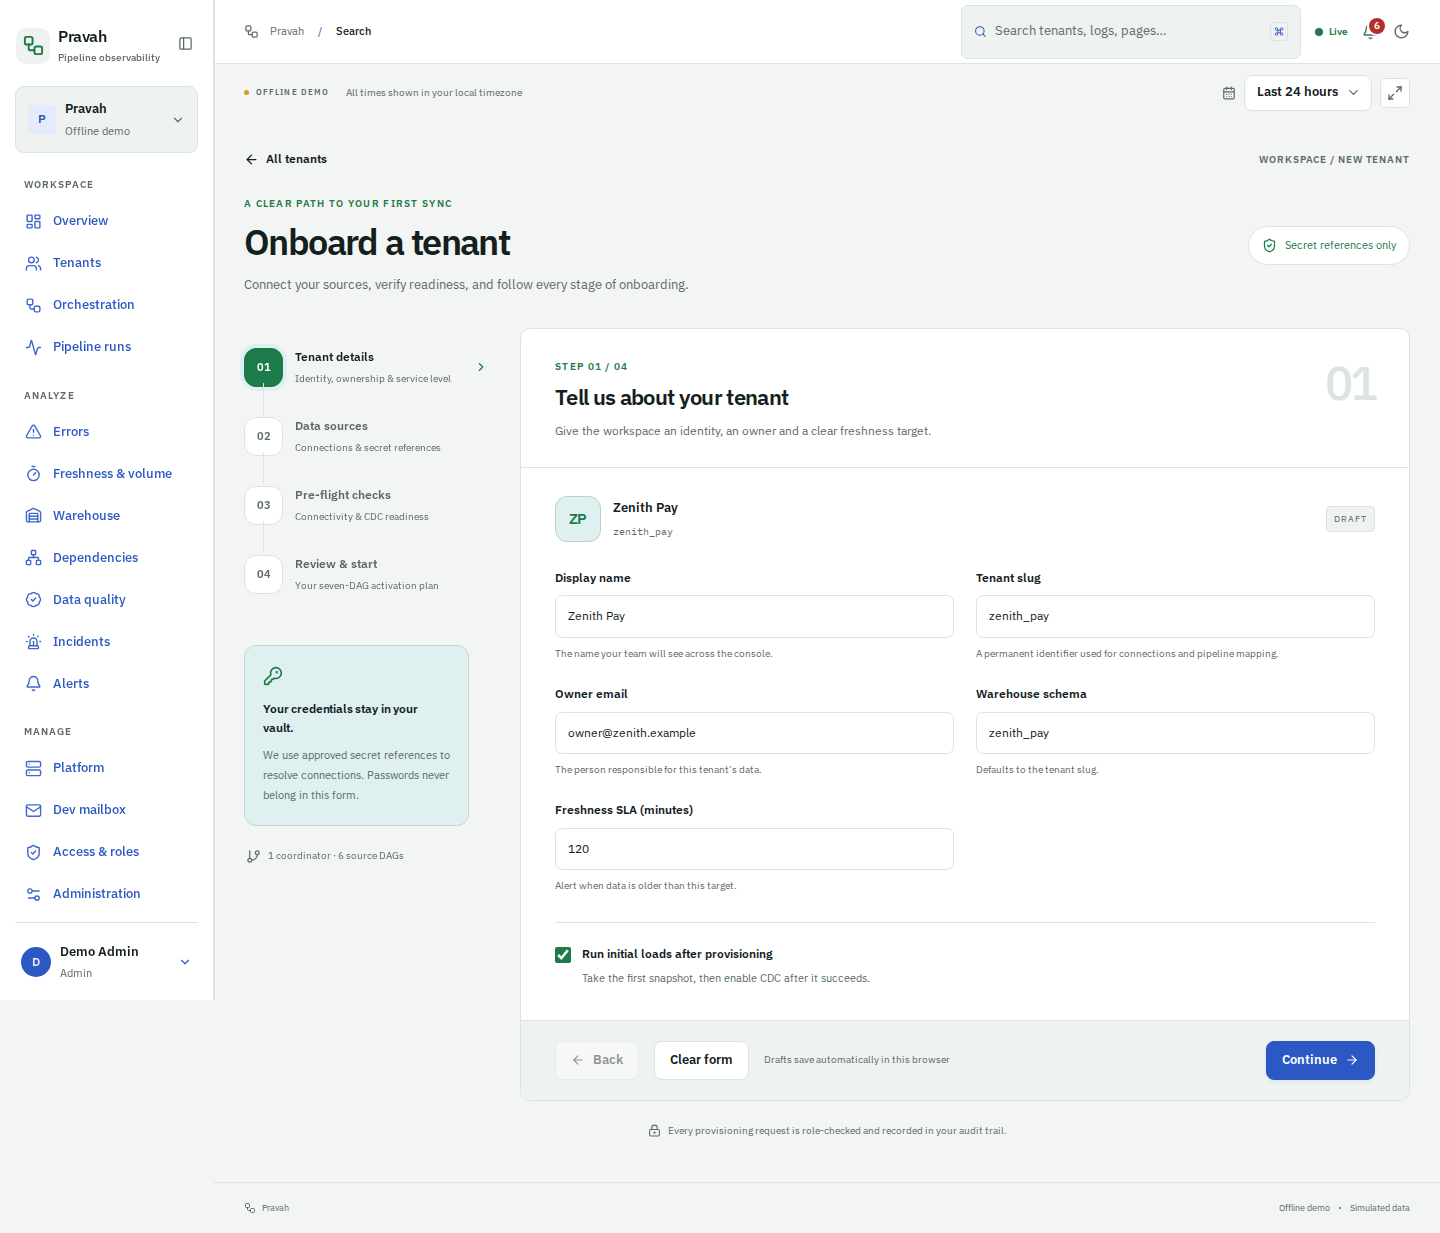 Pravah
Pipeline observability
P
Pravah
Offline demo
WORKSPACE
Overview
Tenants
Orchestration
Pipeline runs
ANALYZE
Errors
Freshness & volume
Warehouse
Dependencies
Data quality
Incidents
Alerts
MANAGE
Platform
Dev mailbox
Access & roles
Administration
D
Demo Admin
Admin
Pravah / Search
Search tenants, logs, pages...
⌘
Live
6
OFFLINE DEMO
All times shown in your local timezone
Last 24 hours
All tenants
WORKSPACE / NEW TENANT
A CLEAR PATH TO YOUR FIRST SYNC
Onboard a tenant
Connect your sources, verify readiness, and follow every stage of onboarding.
Secret references only
01
Tenant details
Identity, ownership & service level
02
Data sources
Connections & secret references
03
Pre-flight checks
Connectivity & CDC readiness
04
Review & start
Your seven-DAG activation plan
Your credentials stay in your
vault.
We use approved secret references to
resolve connections. Passwords never
belong in this form.
1 coordinator · 6 source DAGs
STEP 01 / 04
Tell us about your tenant
Give the workspace an identity, an owner and a clear freshness target.
01
ZP
Zenith Pay
zenith_pay
DRAFT
Display name
Zenith Pay
The name your team will see across the console.
Tenant slug
zenith_pay
A permanent identifier used for connections and pipeline mapping.
Owner email
owner@zenith.example
The person responsible for this tenant's data.
Warehouse schema
zenith_pay
Defaults to the tenant slug.
Freshness SLA (minutes)
120
Alert when data is older than this target.
Run initial loads after provisioning
Take the first snapshot, then enable CDC after it succeeds.
Back
Clear form
Drafts save automatically in this browser
Continue
Every provisioning request is role-checked and recorded in your audit trail.
Pravah
Offline demo • Simulated data